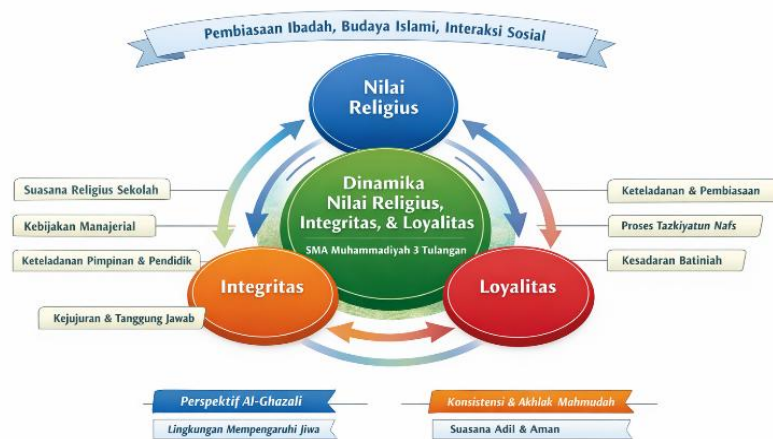 Pembiasaan Ibadah, Budaya Islami, Interaksi Sosial
Nilai
Religius
Dinamika
Nilai Religius,
Integritas, & Loyalitas
SMA Muhammadiyah 3 Tulangan
Suasana Religius Sekolah
Kebijakan Manajerial
Keteladanan Pimpinan & Pendidik
Kejujuran & Tanggung Jawab
Integritas
Loyalitas
Keteladanan & Pembiasaan
Proses Tazkiyatun Nafs
Kesadaran Batiniah
Perspektif Al-Ghazali
Lingkungan Mempengaruhi Jiwa
Konsistensi & Akhlak Mahmudah
Suasana Adil & Aman